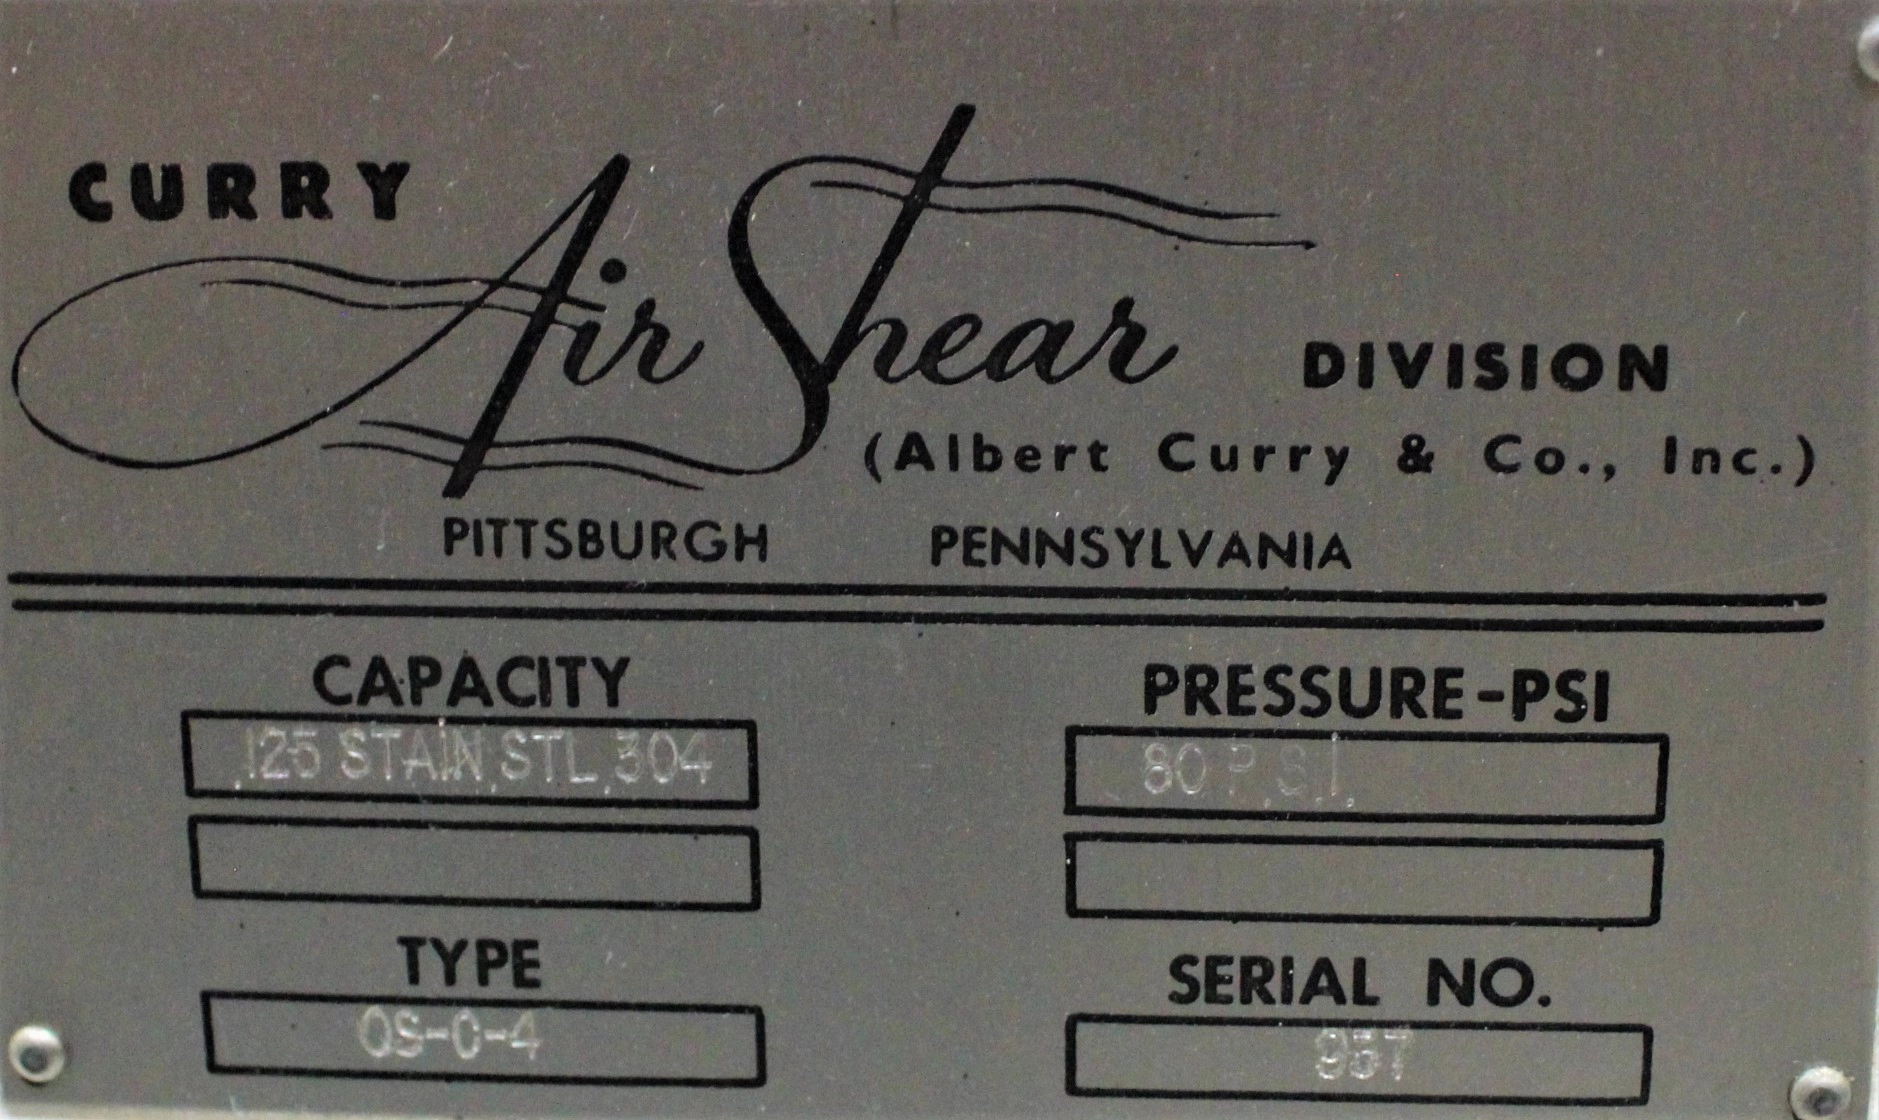 CURRY
Air Shear DIVISION
(Albert Curry & Co., Inc.)
PITTSBURGH PENNSYLVANIA
CAPACITY PRESSURE-PSI
.125 STAIN. STL. 304 80 P.S.I.
TYPE SERIAL NO.
OS-0-4 957